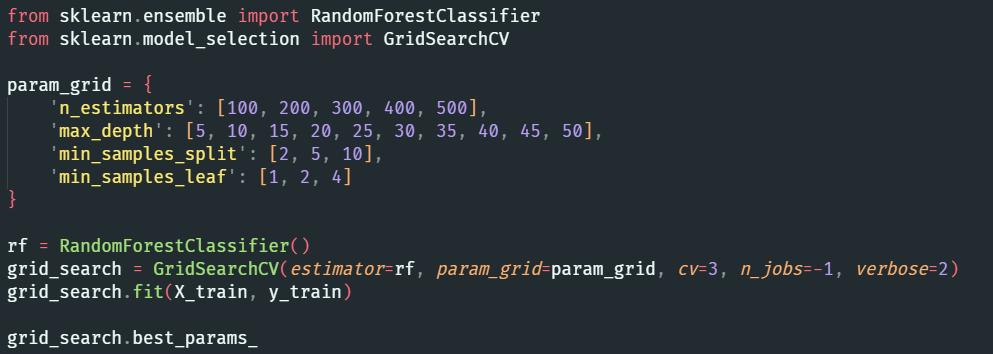 from sklearn.ensemble import RandomForestClassifier
from sklearn.model_selection import GridSearchCV

param_grid = {
    'n_estimators': [100, 200, 300, 400, 500],
    'max_depth': [5, 10, 15, 20, 25, 30, 35, 40, 45, 50],
    'min_samples_split': [2, 5, 10],
    'min_samples_leaf': [1, 2, 4]
}

rf = RandomForestClassifier()
grid_search = GridSearchCV(estimator=rf, param_grid=param_grid, cv=3, n_jobs=-1, verbose=2)
grid_search.fit(X_train, y_train)

grid_search.best_params_